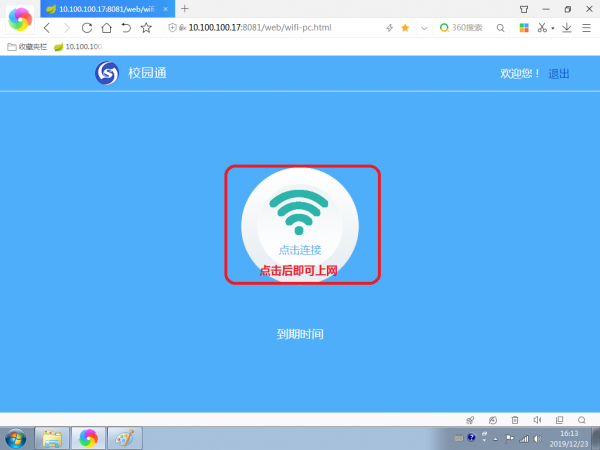 10.100.100.17:8081/web/wifi
10.100.100.17:8081/web/wifi-pc.html
360搜索
收藏夹栏
10.100.100
校园通
欢迎您！ 退出
点击连接
点击后即可上网
到期时间
16:13
2019/12/23